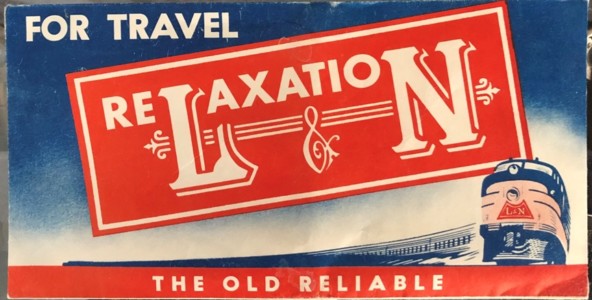 FOR TRAVEL
RELAXATION
&
L&N
THE OLD RELIABLE